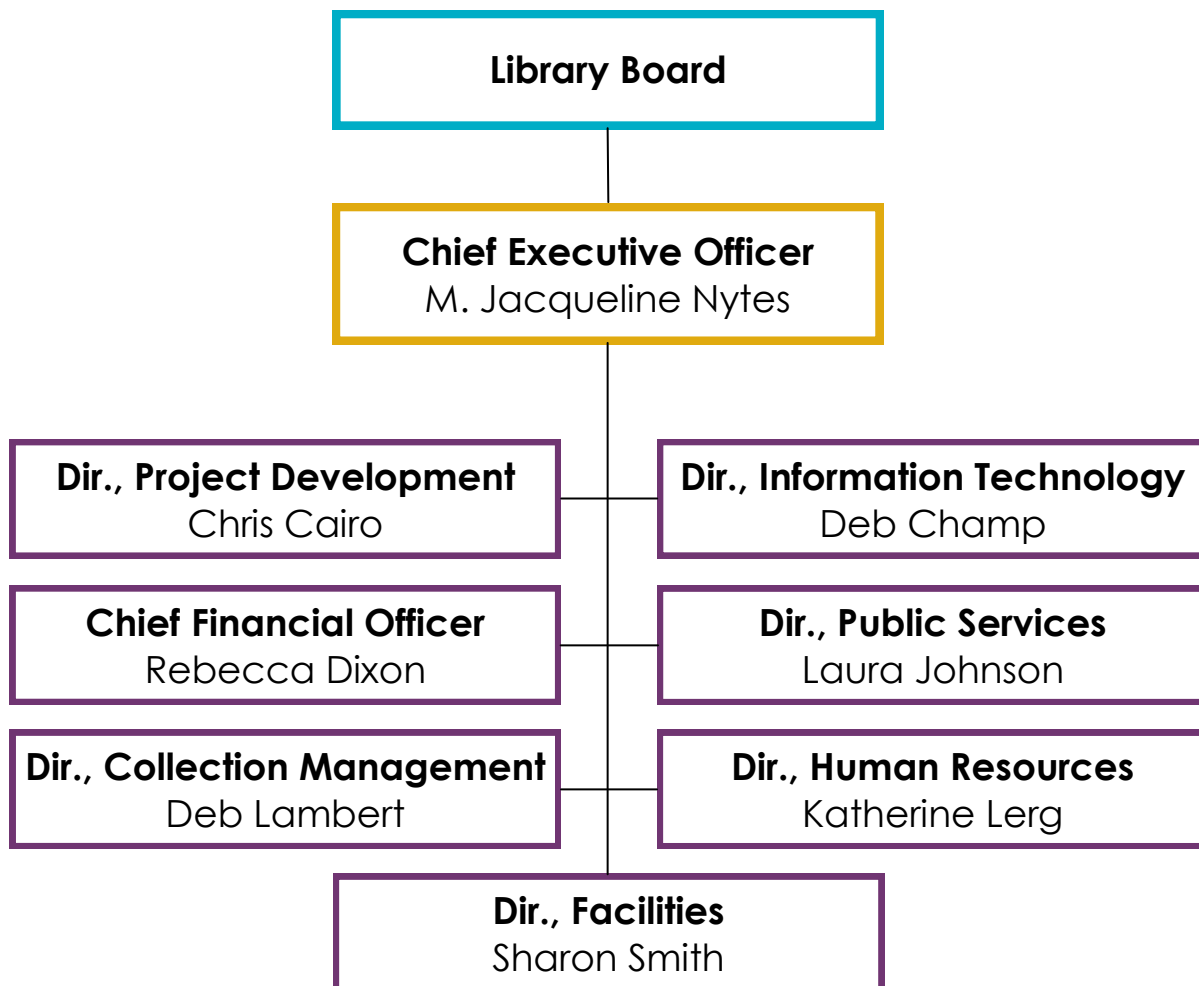 Library Board
Chief Executive Officer
M. Jacqueline Nytes
Dir., Project Development
Chris Cairo
Dir., Information Technology
Deb Champ
Chief Financial Officer
Rebecca Dixon
Dir., Public Services
Laura Johnson
Dir., Collection Management
Deb Lambert
Dir., Human Resources
Katherine Lerg
Dir., Facilities
Sharon Smith